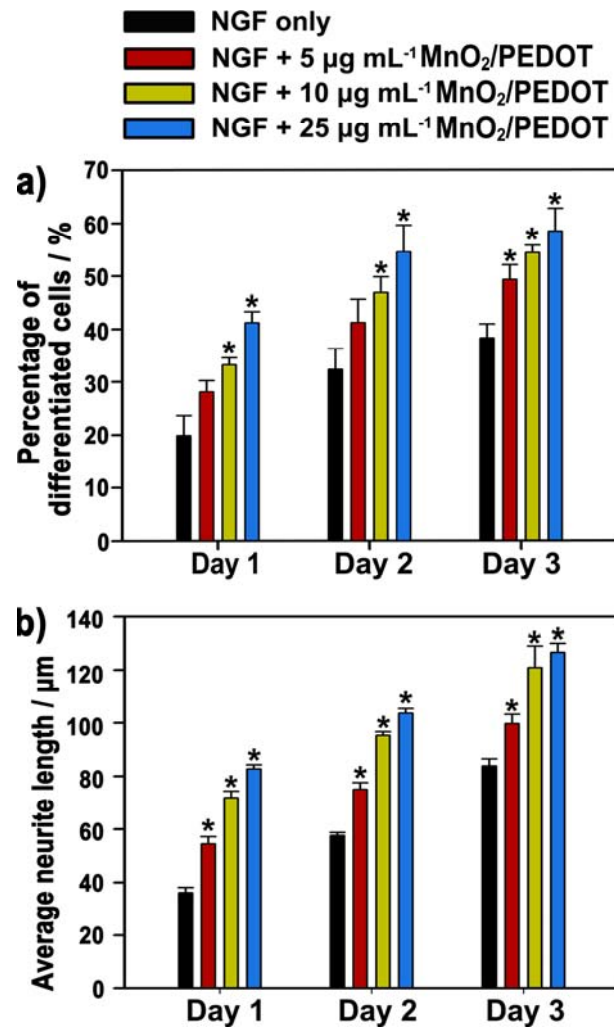 NGF only
NGF + 5 µg mL⁻¹ MnO₂/PEDOT
NGF + 10 µg mL⁻¹ MnO₂/PEDOT
NGF + 25 µg mL⁻¹ MnO₂/PEDOT
a)
Percentage of
differentiated cells / %
70
60
50
40
30
20
10
0
* * * * * * *
Day 1 Day 2 Day 3
b)
Average neurite length / µm
140
120
100
80
60
40
20
0
* * * * * * * * *
Day 1 Day 2 Day 3